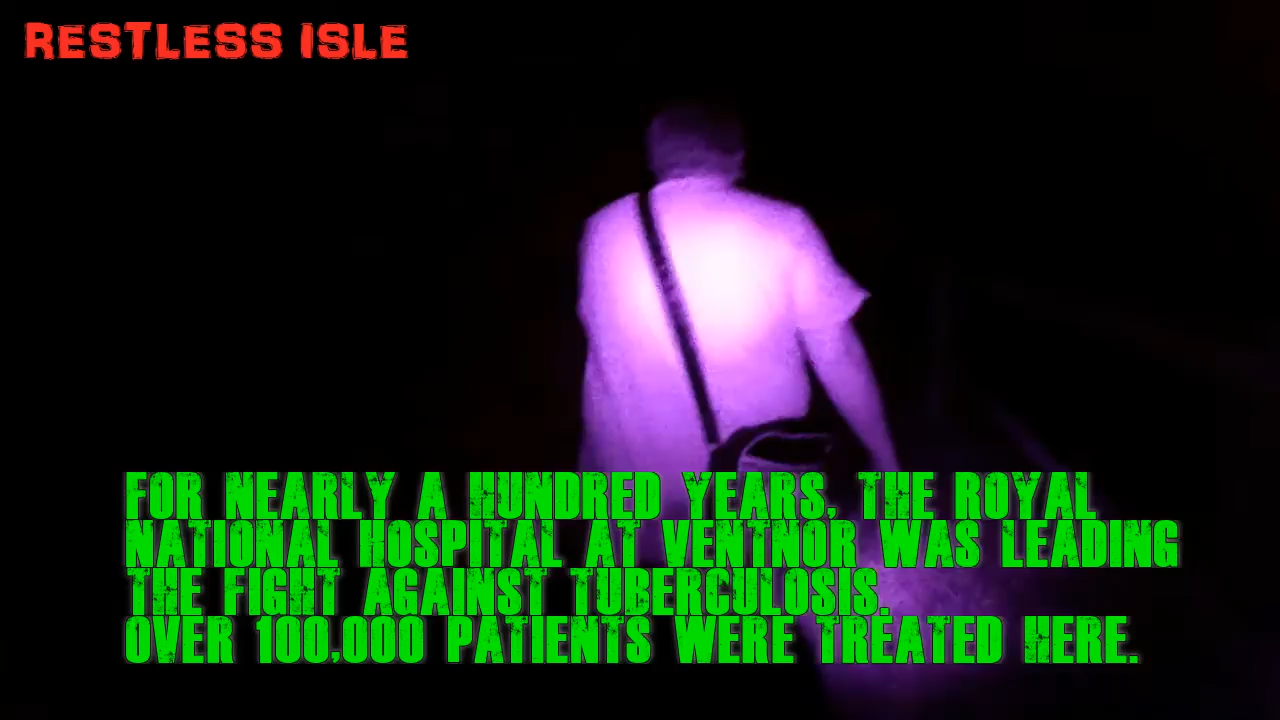 RESTLESS ISLE
FOR NEARLY A HUNDRED YEARS, THE ROYAL
NATIONAL HOSPITAL AT VENTNOR WAS LEADING
THE FIGHT AGAINST TUBERCULOSIS.
OVER 100,000 PATIENTS WERE TREATED HERE.